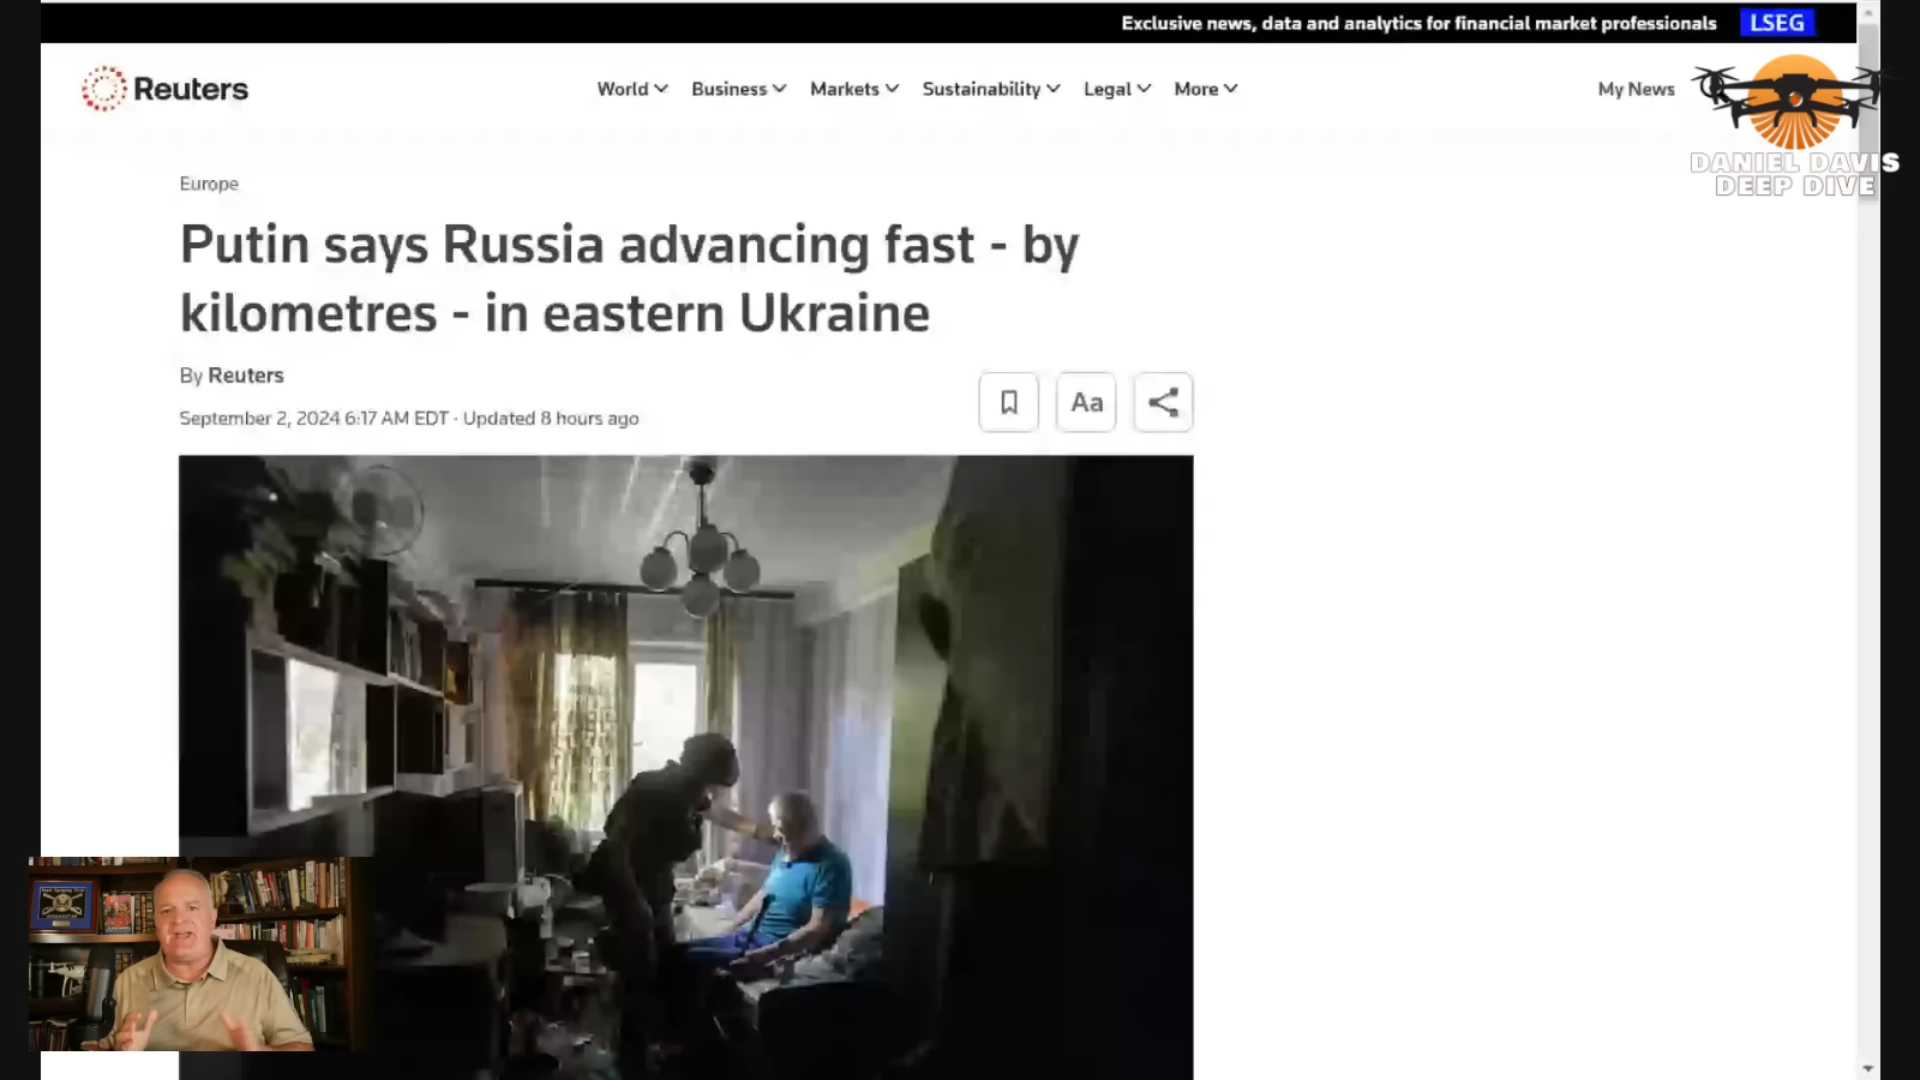 Exclusive news, data and analytics for financial market professionals LSEG
Reuters World Business Markets Sustainability Legal More My News
DANIEL DAVIS
DEEP DIVE
Europe
Putin says Russia advancing fast - by
kilometres - in eastern Ukraine
By Reuters
September 2, 2024 6:17 AM EDT · Updated 8 hours ago
Aa